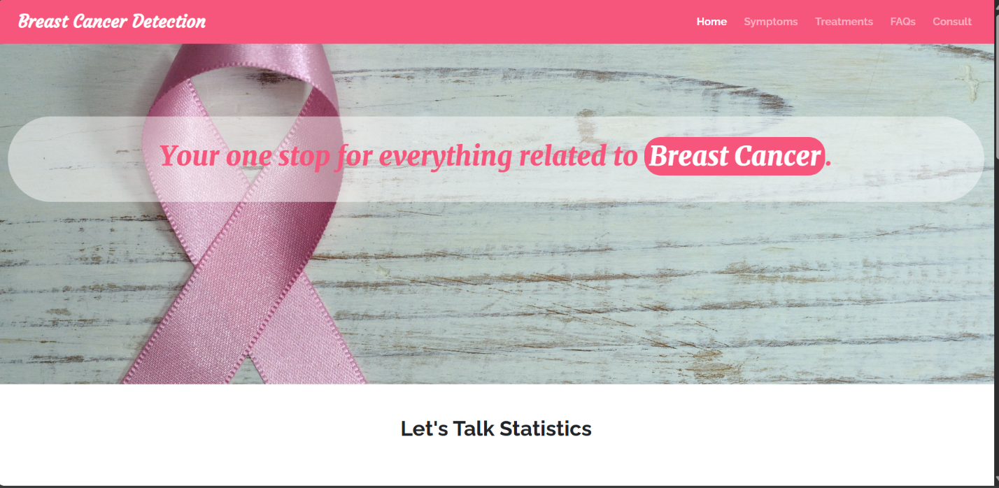 Breast Cancer Detection
Home Symptoms Treatments FAQs Consult
Your one stop for everything related to Breast Cancer.
Let's Talk Statistics